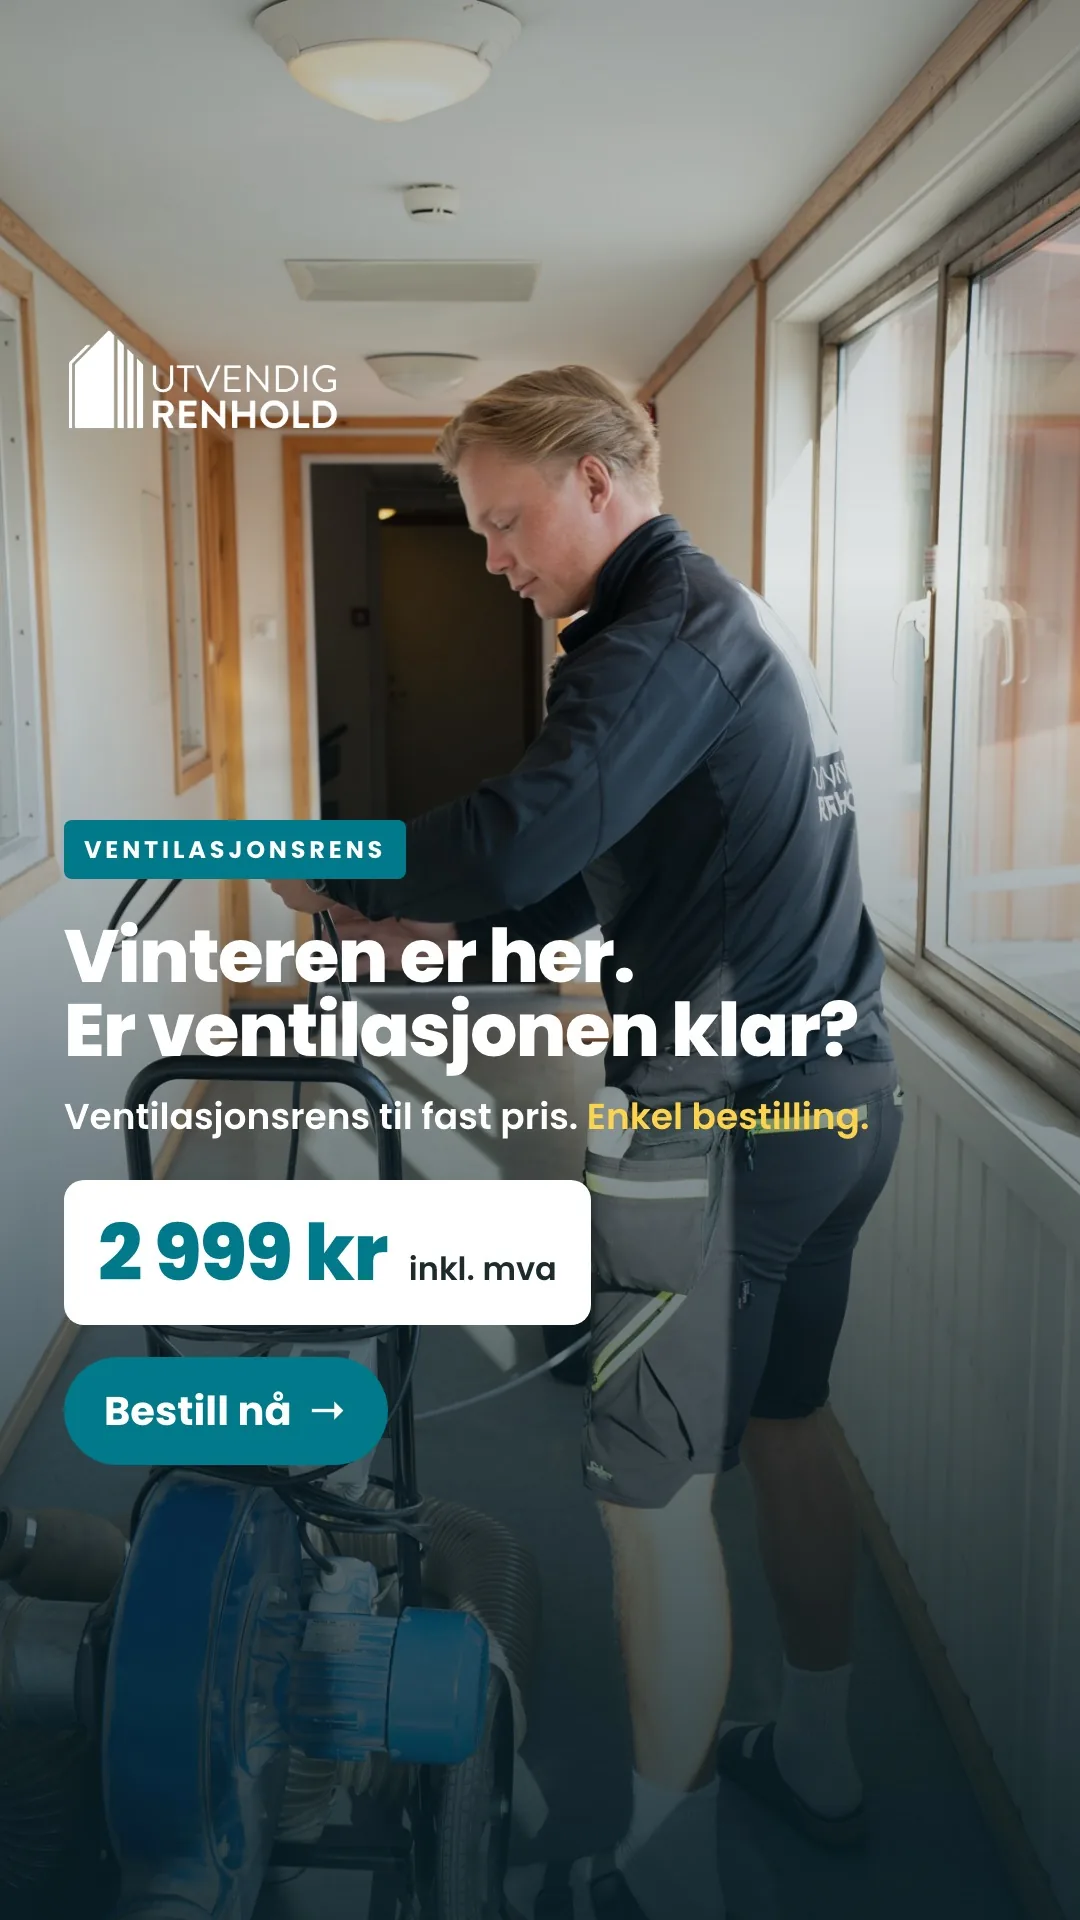 UTVENDIG
RENHOLD
VENTILASJONSRENS
Vinteren er her.
Er ventilasjonen klar?
Ventilasjonsrens til fast pris. Enkel bestilling.
2 999 kr inkl. mva
Bestill nå →